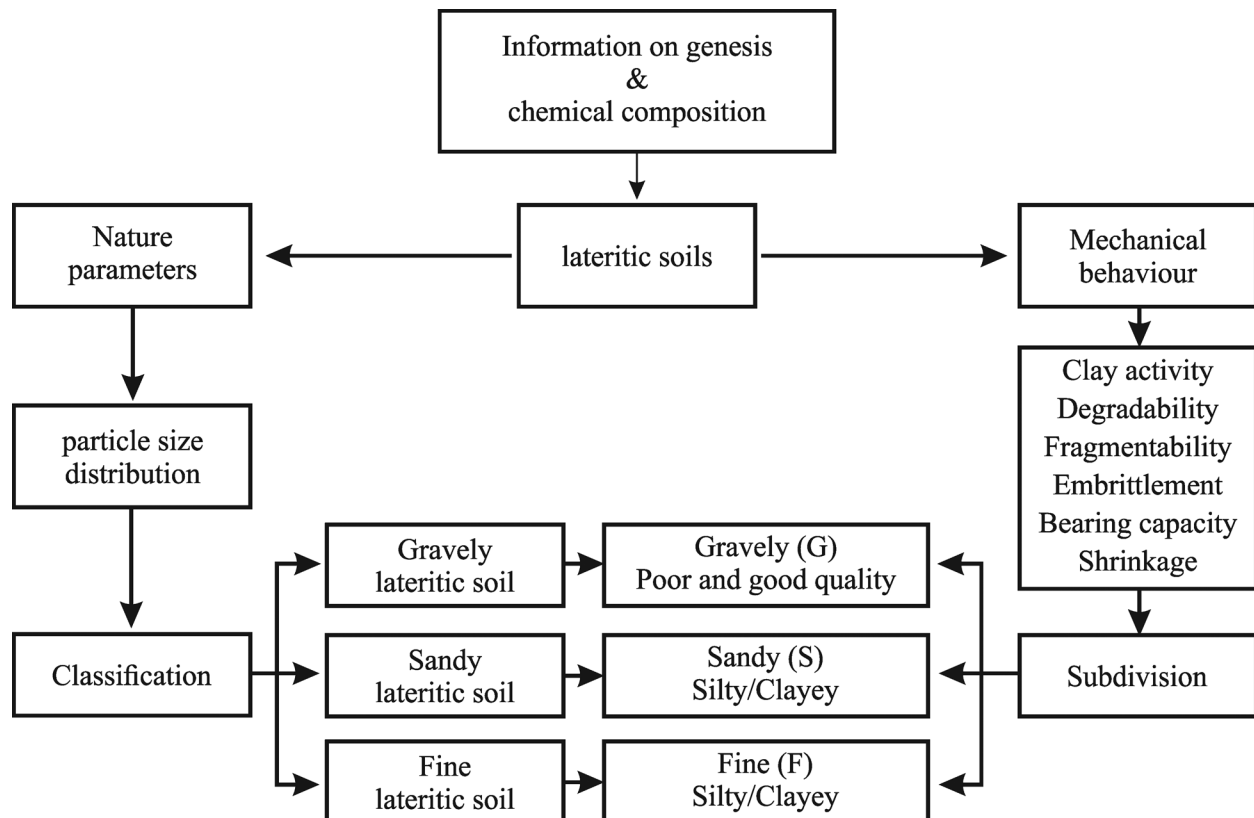 Information on genesis
&
chemical composition
Nature
parameters
lateritic soils
Mechanical
behaviour
particle size
distribution
Clay activity
Degradability
Fragmentability
Embrittlement
Bearing capacity
Shrinkage
Classification
Gravely
lateritic soil
Gravely (G)
Poor and good quality
Sandy
lateritic soil
Sandy (S)
Silty/Clayey
Fine
lateritic soil
Fine (F)
Silty/Clayey
Subdivision